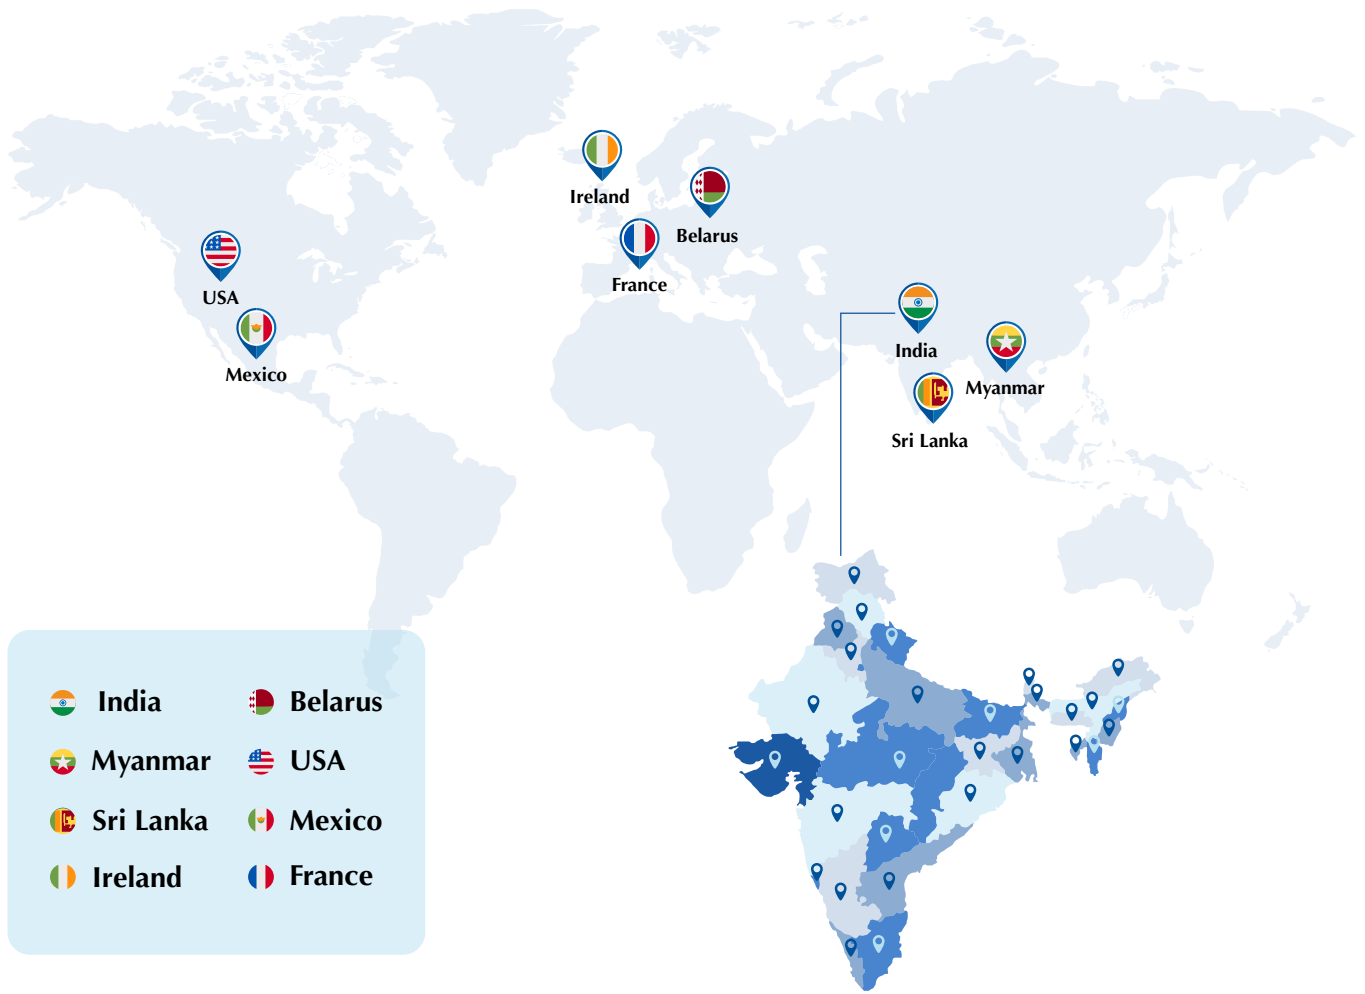 Ireland
Belarus
France
USA
Mexico
India
Myanmar
Sri Lanka
India
Belarus
Myanmar
USA
Sri Lanka
Mexico
Ireland
France